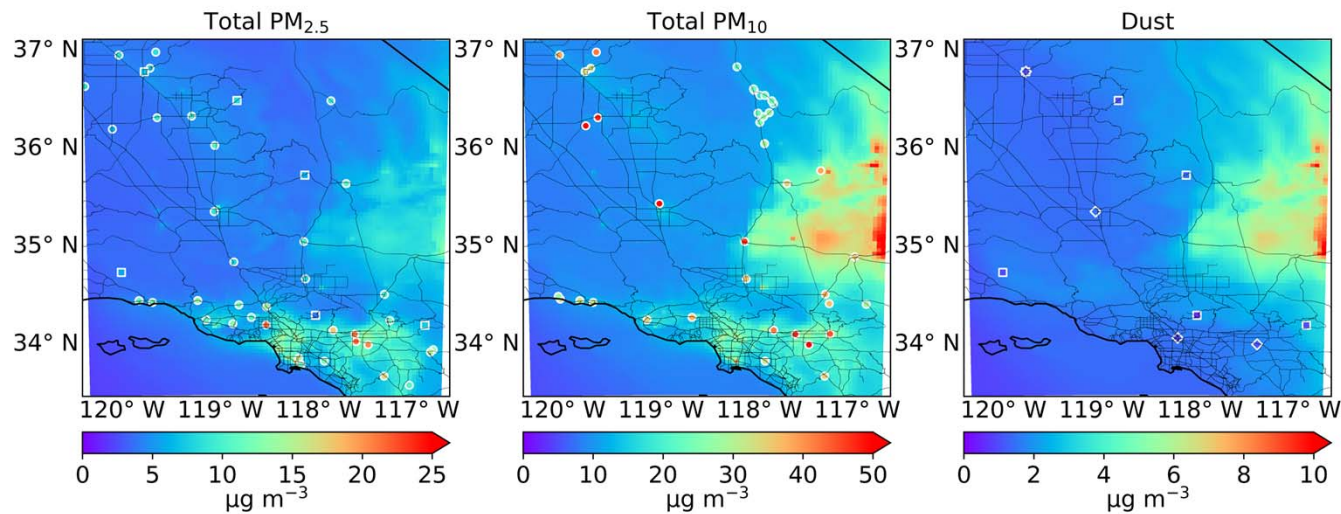 Total PM₂.₅
Total PM₁₀
Dust
37° N
36° N
35° N
34° N
120° W 119° W 118° W 117° W
0 5 10 15 20 25
µg m⁻³
37° N
36° N
35° N
34° N
120° W 119° W 118° W 117° W
0 10 20 30 40 50
µg m⁻³
37° N
36° N
35° N
34° N
120° W 119° W 118° W 117° W
0 2 4 6 8 10
µg m⁻³